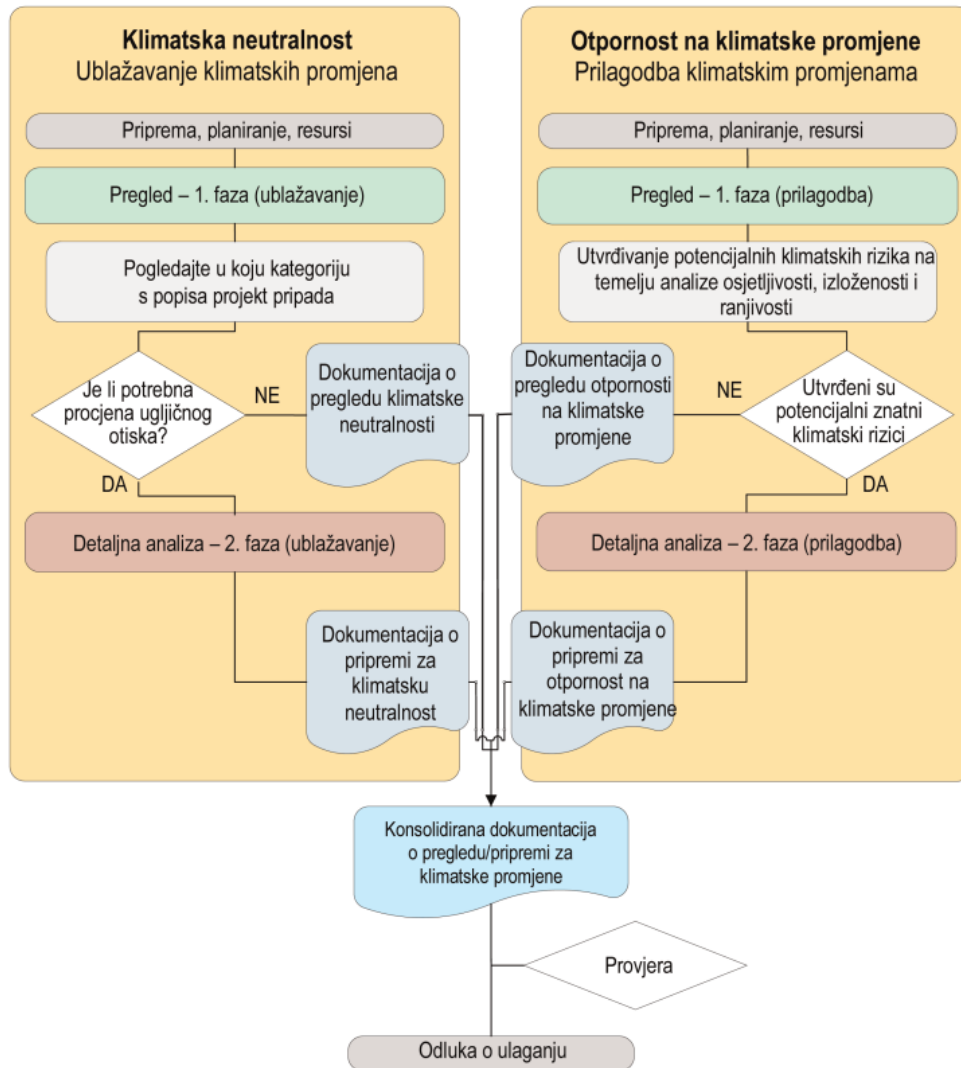 Klimatska neutralnost
Ublažavanje klimatskih promjena
Priprema, planiranje, resursi
Pregled – 1. faza (ublažavanje)
Pogledajte u koju kategoriju
s popisa projekt pripada
Je li potrebna
procjena ugljičnog
otiska?
NE
Dokumentacija o
pregledu klimatske
neutralnosti
DA
Detaljna analiza – 2. faza (ublažavanje)
Dokumentacija o
pripremi za
klimatsku
neutralnost
Otpornost na klimatske promjene
Prilagodba klimatskim promjenama
Priprema, planiranje, resursi
Pregled – 1. faza (prilagodba)
Utvrđivanje potencijalnih klimatskih rizika na
temelju analize osjetljivosti, izloženosti i
ranjivosti
Dokumentacija o
pregledu otpornosti
na klimatske
promjene
NE
Utvrđeni su
potencijalni znatni
klimatski rizici
DA
Detaljna analiza – 2. faza (prilagodba)
Dokumentacija o
pripremi za
otpornost na
klimatske promjene
Konsolidirana dokumentacija
o pregledu/pripremi za
klimatske promjene
Provjera
Odluka o ulaganju